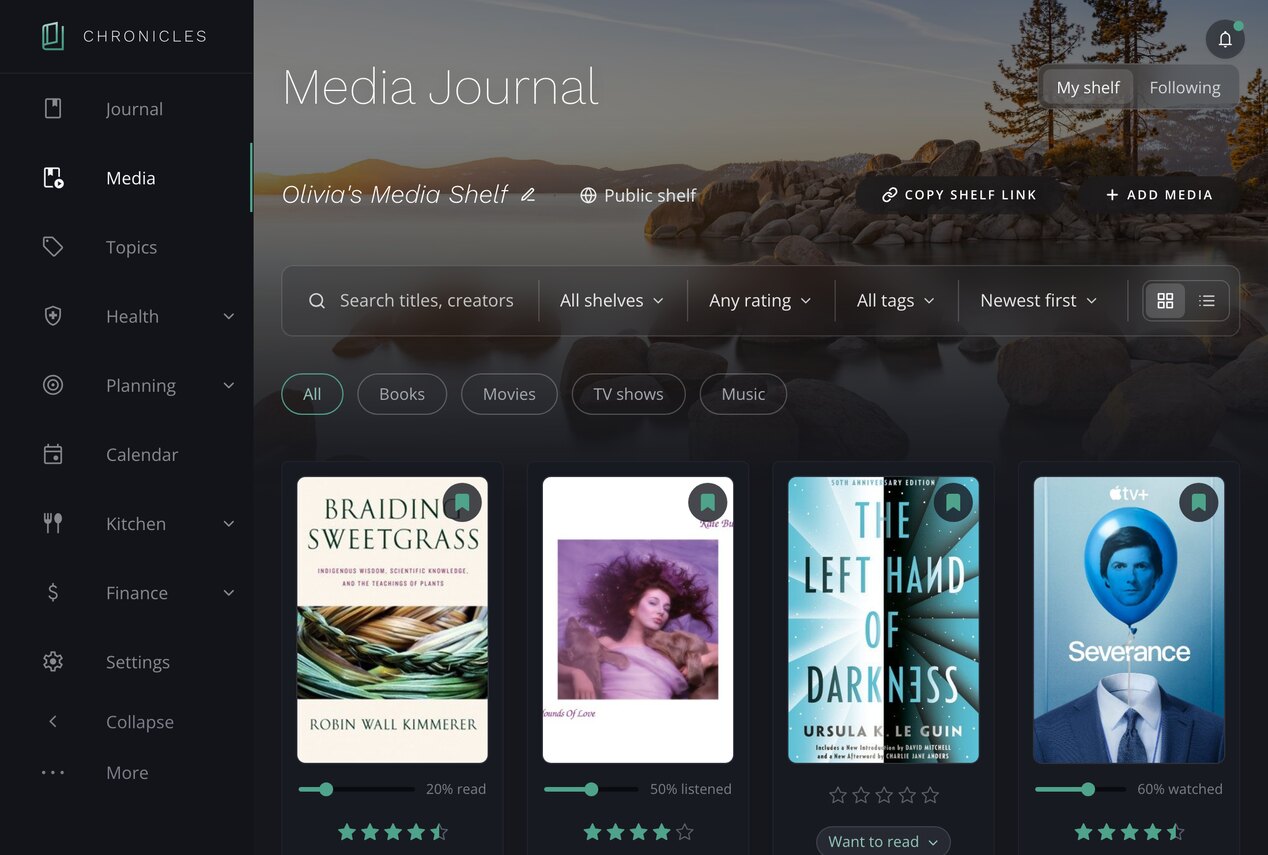 CHRONICLES
Journal
Media
Topics
Health
Planning
Calendar
Kitchen
Finance
Settings
Collapse
More
Media Journal
My shelf
Following
Olivia's Media Shelf
Public shelf
COPY SHELF LINK
ADD MEDIA
Search titles, creators
All shelves
Any rating
All tags
Newest first
All
Books
Movies
TV shows
Music
BRAIDING
SWEETGRASS
INDIGENOUS WISDOM, SCIENTIFIC KNOWLEDGE,
AND THE TEACHINGS OF PLANTS
ROBIN WALL KIMMERER
20% read
Kate Bu
ounds Of Love
50% listened
50TH ANNIVERSARY EDITION
THE
LEFT HAND
OF
DARKNESS
URSULA K. LE GUIN
Includes a New Introduction by DAVID MITCHELL
and a New Afterword by CHARLIE JANE ANDERS
Want to read
tv+
Severance
60% watched